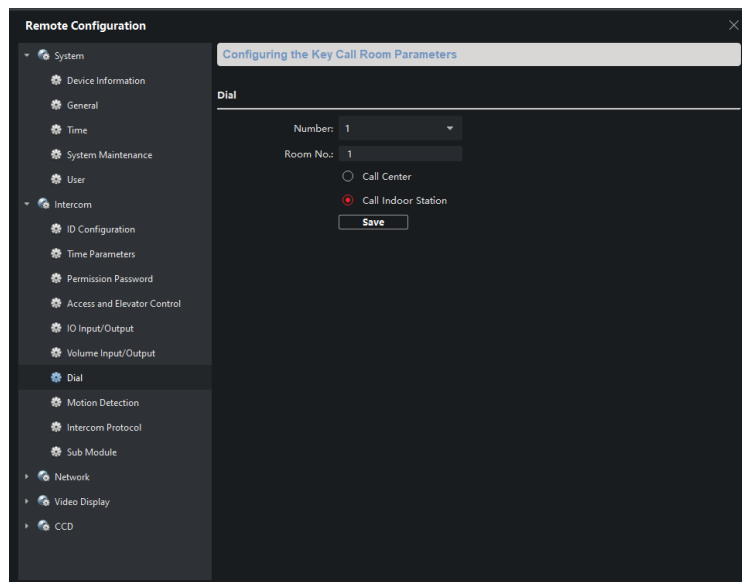 Remote Configuration
System
Device Information
General
Time
System Maintenance
User
Intercom
ID Configuration
Time Parameters
Permission Password
Access and Elevator Control
IO Input/Output
Volume Input/Output
Dial
Motion Detection
Intercom Protocol
Sub Module
Network
Video Display
CCD
Configuring the Key Call Room Parameters
Dial
Number: 1
Room No.: 1
Call Center
Call Indoor Station
Save